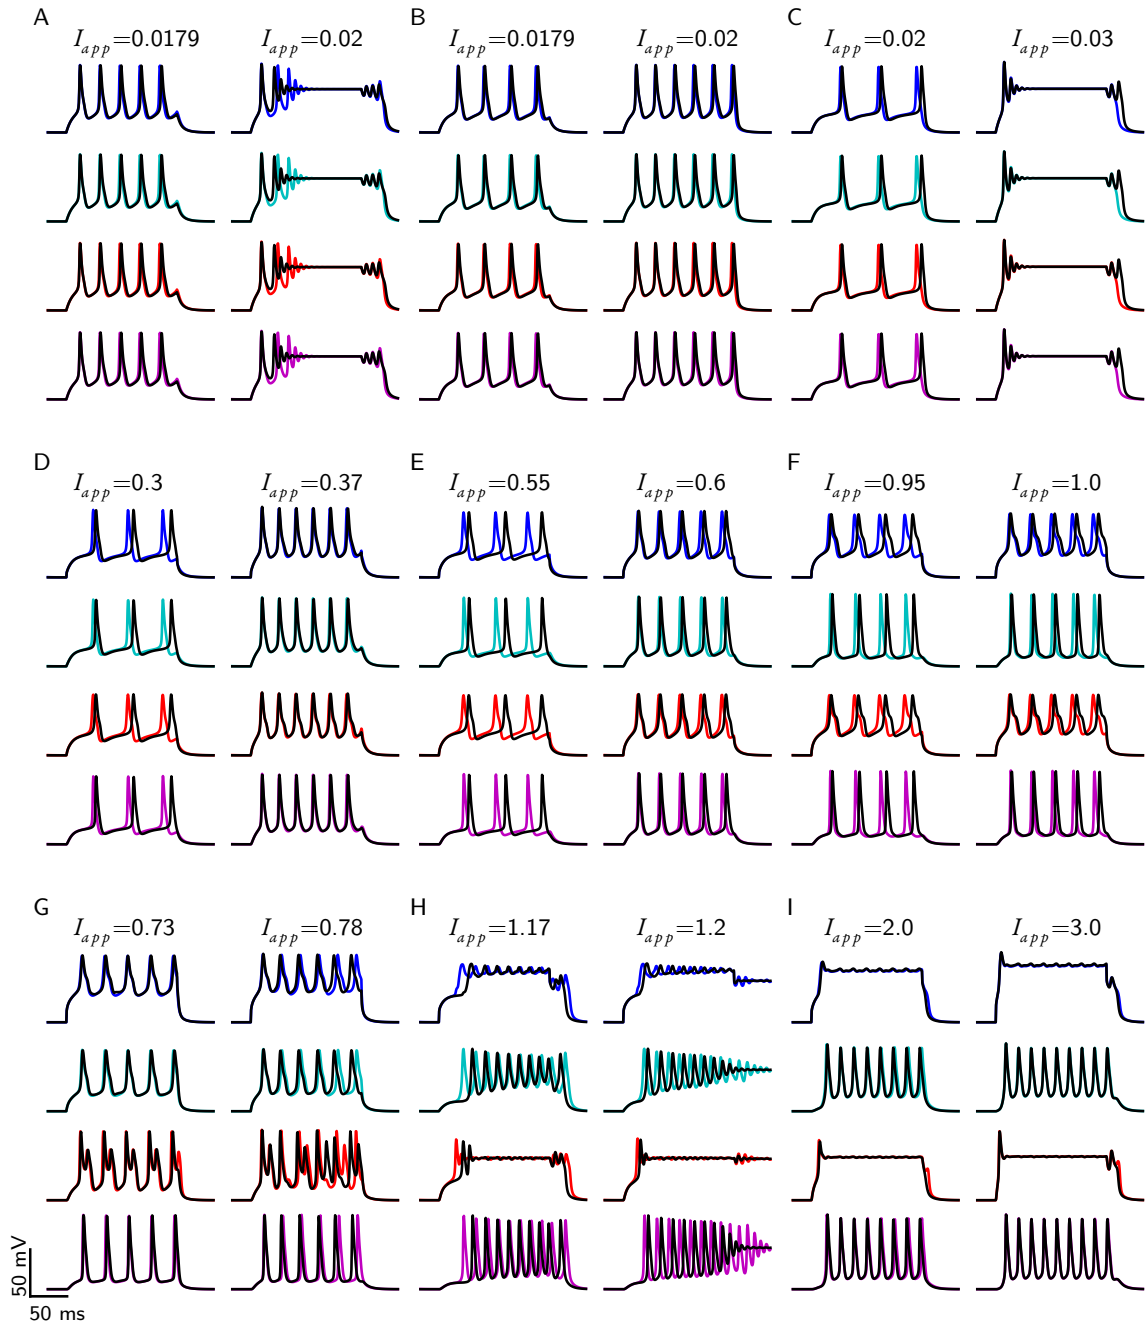 A B C
I_app=0.0179 I_app=0.02 I_app=0.0179 I_app=0.02 I_app=0.02 I_app=0.03
D E F
I_app=0.3 I_app=0.37 I_app=0.55 I_app=0.6 I_app=0.95 I_app=1.0
G H I
I_app=0.73 I_app=0.78 I_app=1.17 I_app=1.2 I_app=2.0 I_app=3.0
50 mV
50 ms